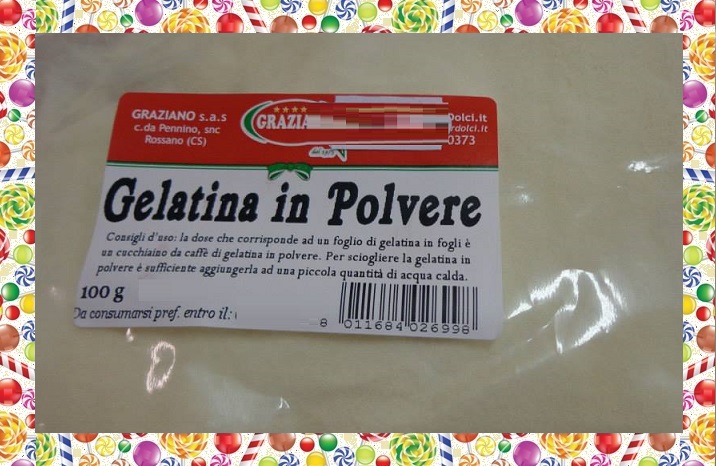 GRAZIANO s.a.s
c.da Pennino, snc
Rossano (CS)
GRAZIA
Dolci.it
rdolci.it
0373
dal 1975
Gelatina in Polvere
Consigli d'uso: la dose che corrisponde ad un foglio di gelatina in fogli è
un cucchiaino da caffè di gelatina in polvere. Per sciogliere la gelatina in
polvere è sufficiente aggiungerla ad una piccola quantità di acqua calda.
100 g
Da consumarsi pref. entro il:
8 011684 026998